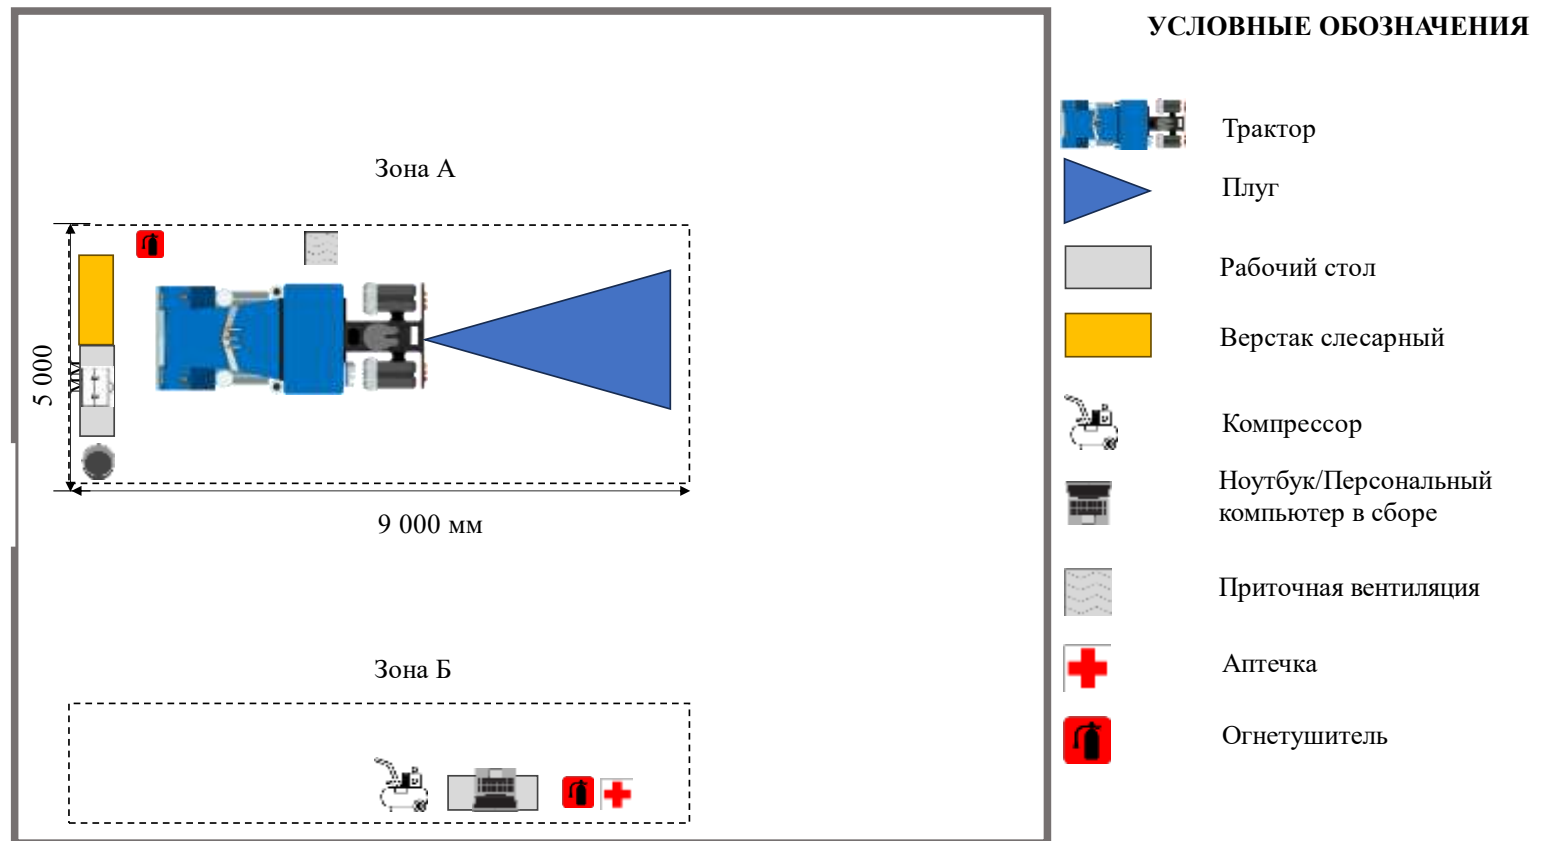 УСЛОВНЫЕ ОБОЗНАЧЕНИЯ
Трактор
Зона А
Плуг
Рабочий стол
Верстак слесарный
5 000
мм
Компрессор
Ноутбук/Персональный
компьютер в сборе
9 000 мм
Приточная вентиляция
Зона Б
Аптечка
Огнетушитель